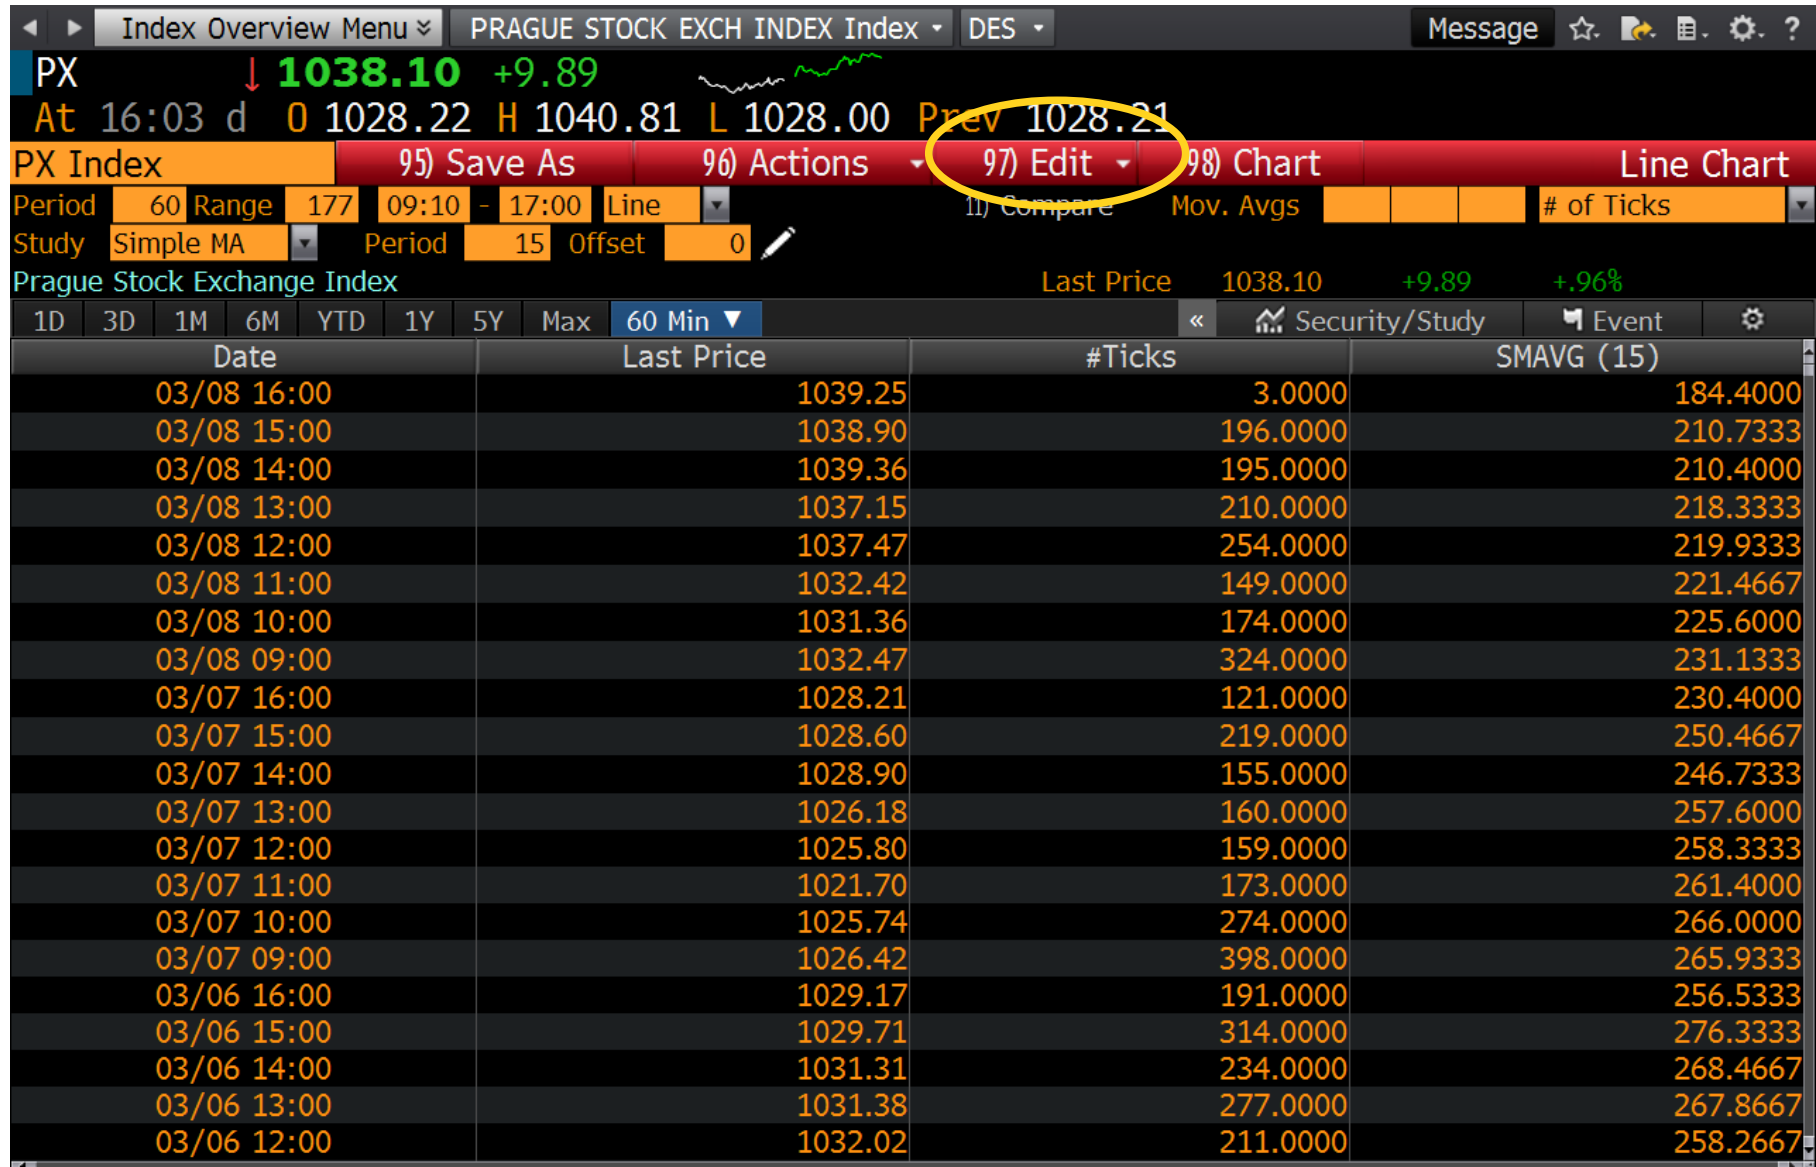 Index Overview Menu PRAGUE STOCK EXCH INDEX Index DES Message ?
PX ↓ 1038.10 +9.89
At 16:03 d O 1028.22 H 1040.81 L 1028.00 Prev 1028.21
PX Index 95) Save As 96) Actions 97) Edit 98) Chart Line Chart
Period 60 Range 177 09:10 - 17:00 Line 11) Compare Mov. Avgs # of Ticks
Study Simple MA Period 15 Offset 0
Prague Stock Exchange Index Last Price 1038.10 +9.89 +.96%
1D 3D 1M 6M YTD 1Y 5Y Max 60 Min ▼ « Security/Study Event
Date Last Price #Ticks SMAVG (15)
03/08 16:00 1039.25 3.0000 184.4000
03/08 15:00 1038.90 196.0000 210.7333
03/08 14:00 1039.36 195.0000 210.4000
03/08 13:00 1037.15 210.0000 218.3333
03/08 12:00 1037.47 254.0000 219.9333
03/08 11:00 1032.42 149.0000 221.4667
03/08 10:00 1031.36 174.0000 225.6000
03/08 09:00 1032.47 324.0000 231.1333
03/07 16:00 1028.21 121.0000 230.4000
03/07 15:00 1028.60 219.0000 250.4667
03/07 14:00 1028.90 155.0000 246.7333
03/07 13:00 1026.18 160.0000 257.6000
03/07 12:00 1025.80 159.0000 258.3333
03/07 11:00 1021.70 173.0000 261.4000
03/07 10:00 1025.74 274.0000 266.0000
03/07 09:00 1026.42 398.0000 265.9333
03/06 16:00 1029.17 191.0000 256.5333
03/06 15:00 1029.71 314.0000 276.3333
03/06 14:00 1031.31 234.0000 268.4667
03/06 13:00 1031.38 277.0000 267.8667
03/06 12:00 1032.02 211.0000 258.2667